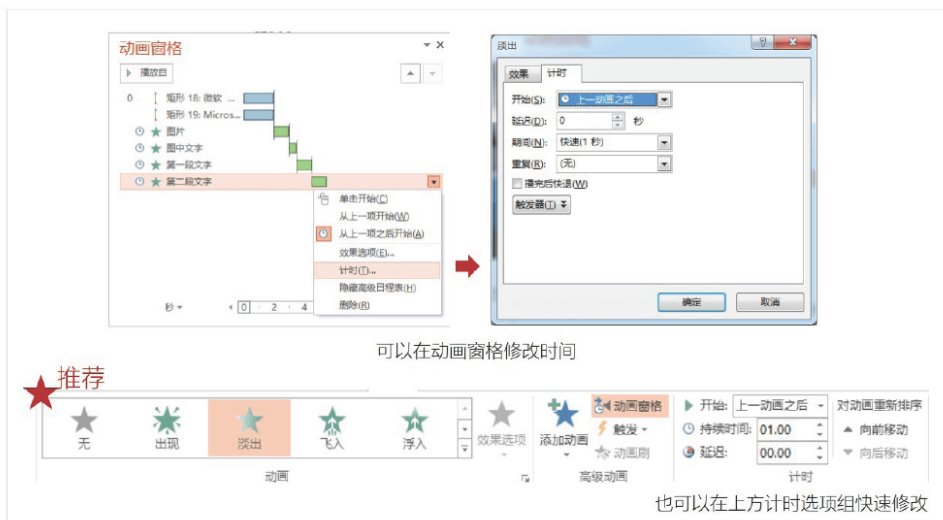 动画窗格
播放自
0 矩形 18: 微软 ...
矩形 19: Micros...
图片
图中文字
第一段文字
第二段文字
单击开始(C)
从上一项开始(W)
从上一项之后开始(A)
效果选项(E)...
计时(T)...
隐藏高级日程表(H)
删除(R)
秒 0 2 4
淡出
效果 计时
开始(S): 上一动画之后
延迟(D): 0 秒
期间(N): 快速(1 秒)
重复(R): (无)
播完后快退(W)
触发器(T)
确定 取消
可以在动画窗格修改时间
推荐
无 出现 淡出 飞入 浮入
效果选项
动画
添加动画
动画窗格
触发
动画刷
高级动画
开始: 上一动画之后
持续时间: 01.00
延迟: 00.00
对动画重新排序
向前移动
向后移动
计时
也可以在上方计时选项组快速修改